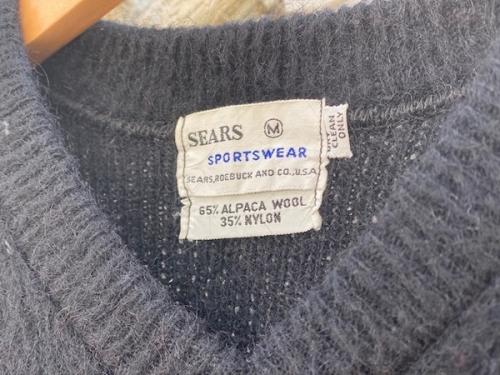 SEARS M
SPORTSWEAR
SEARS, ROEBUCK AND CO., U.S.A.
65% ALPACA WOOL
35% NYLON
DRY
CLEAN
ONLY